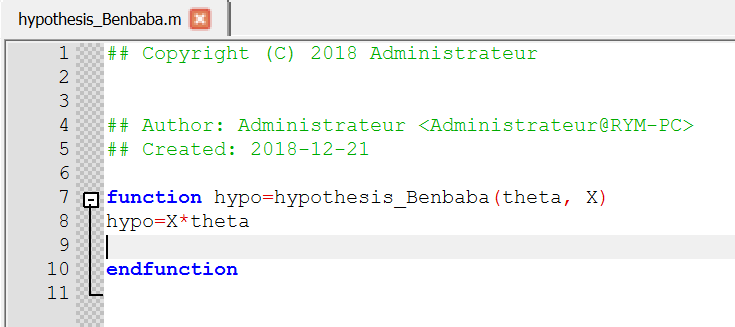 hypothesis_Benbaba.m
1 ## Copyright (C) 2018 Administrateur
2
3
4 ## Author: Administrateur <Administrateur@RYM-PC>
5 ## Created: 2018-12-21
6
7 function hypo=hypothesis_Benbaba(theta, X)
8 hypo=X*theta
9
10 endfunction
11